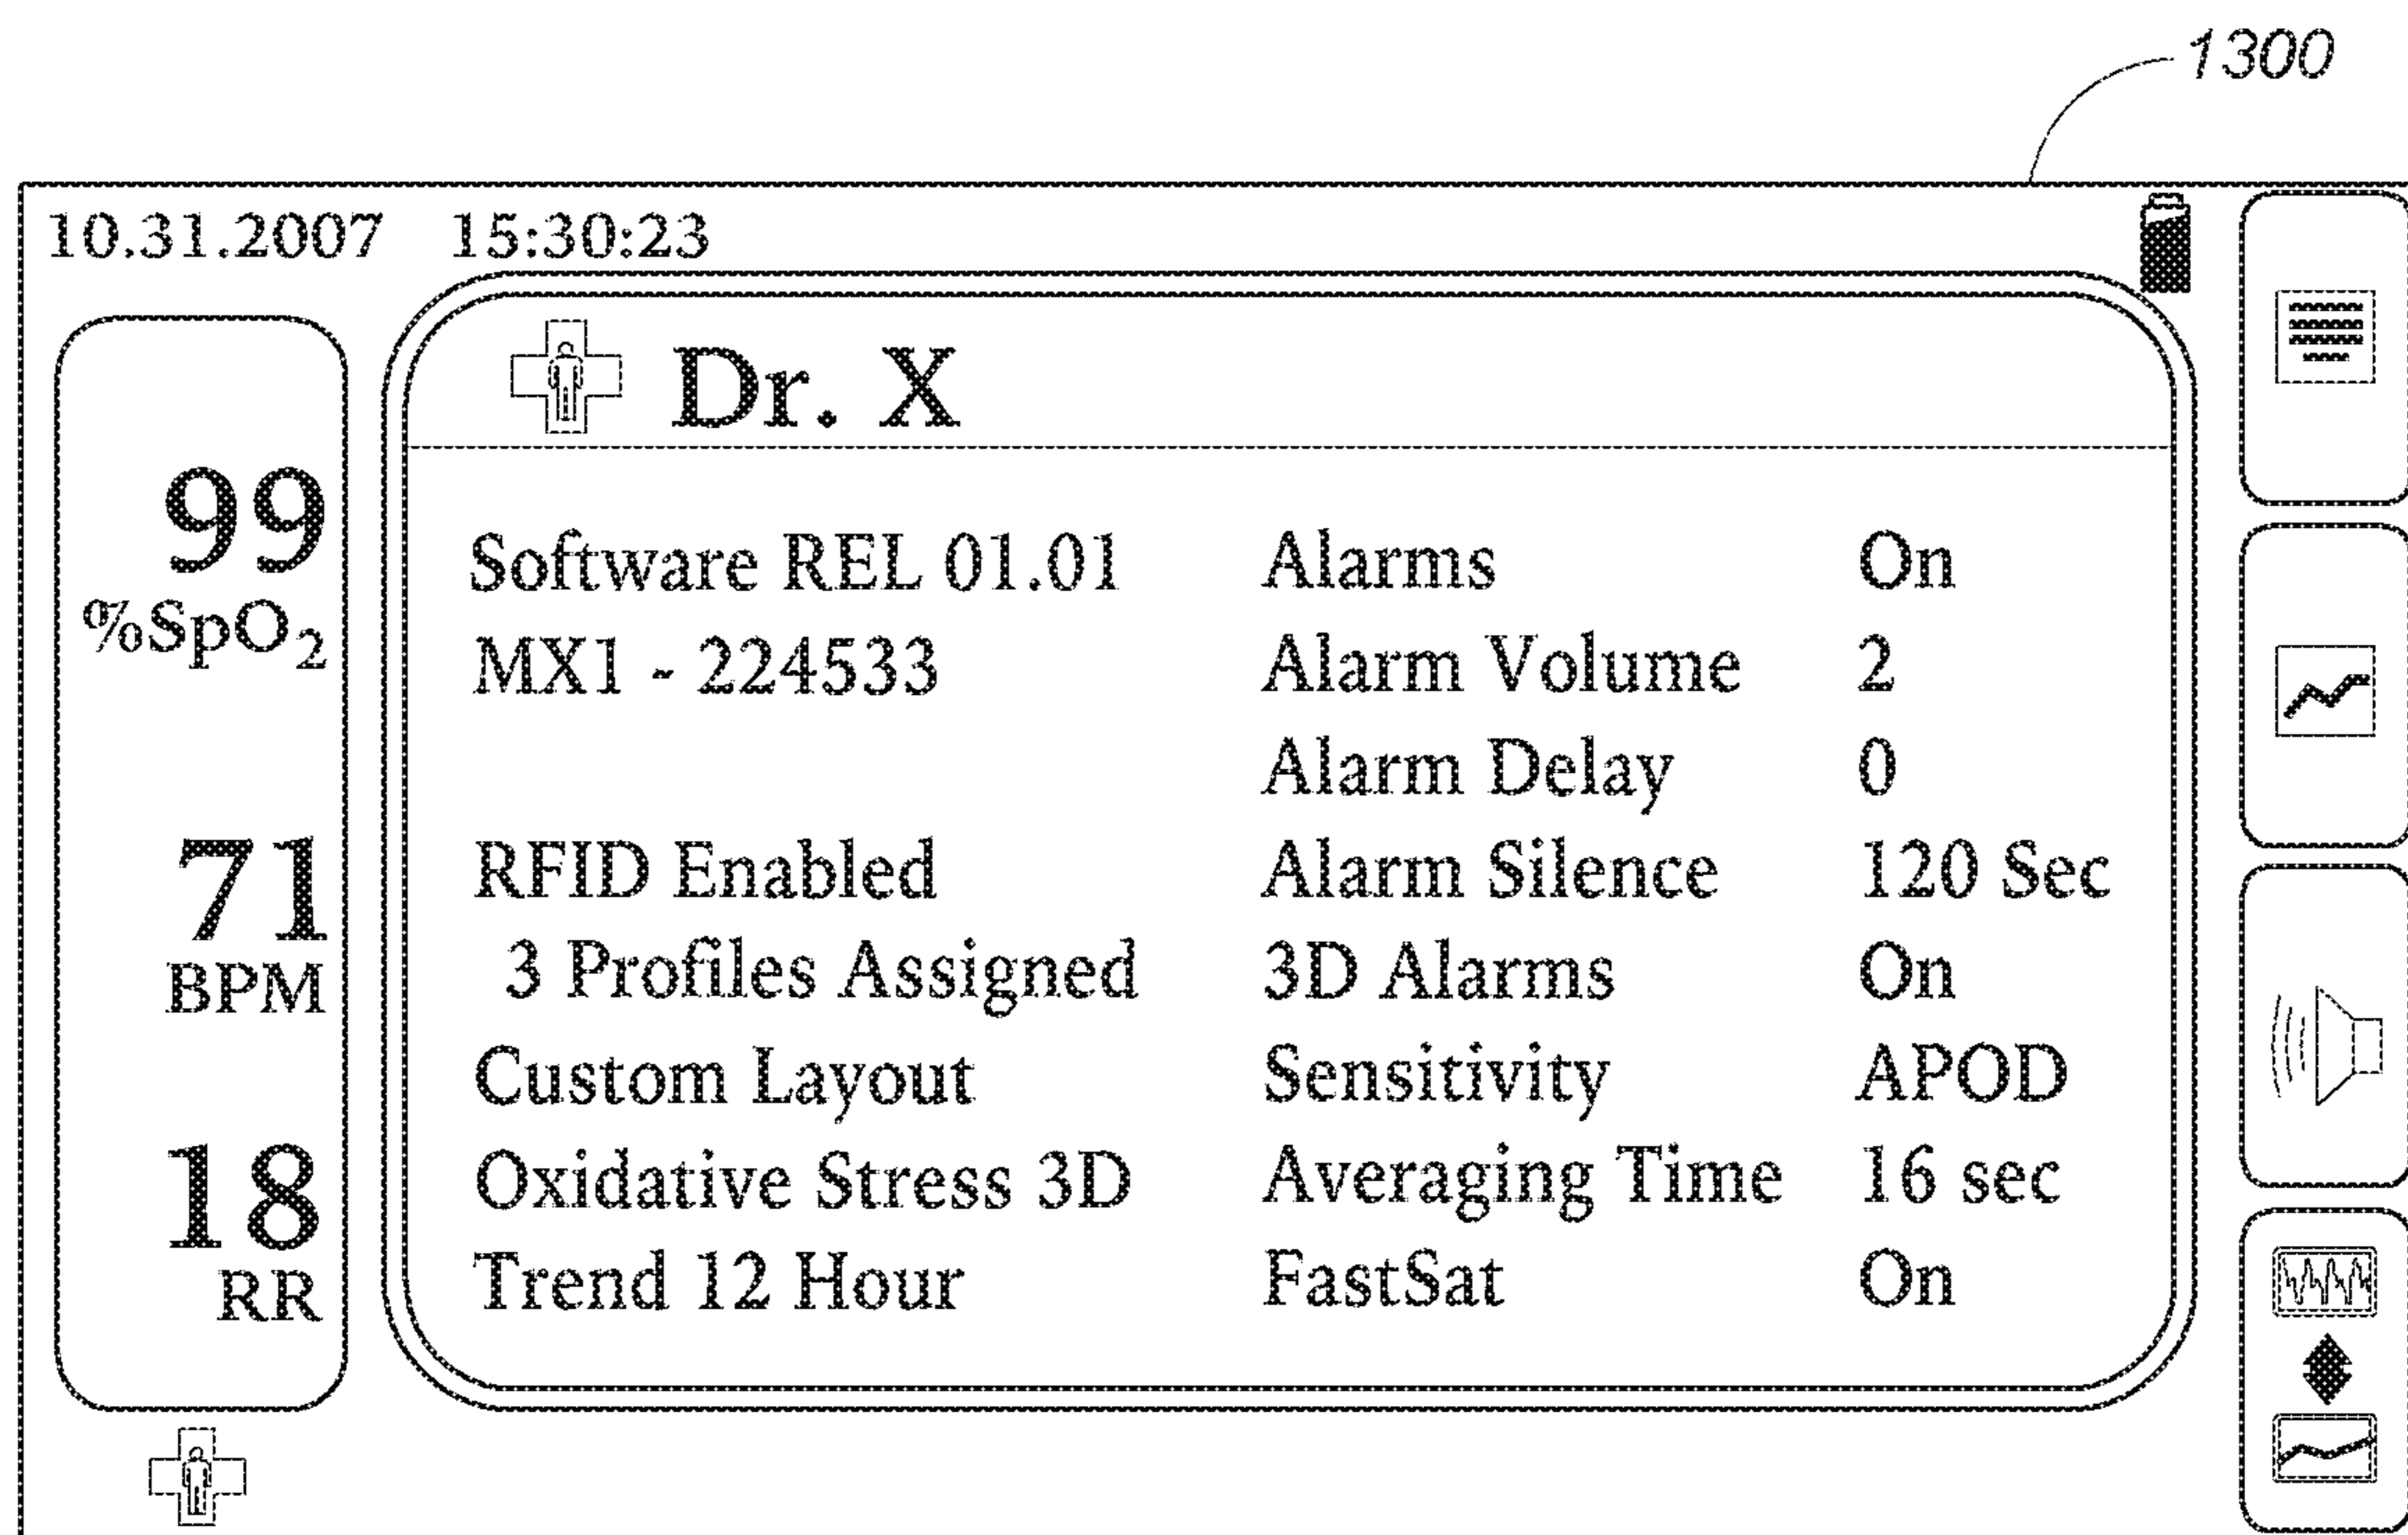 1300
10.31.2007 15:30:23
99
%SpO₂
71
BPM
18
RR
Dr. X
Software REL 01.01
MX1 - 224533
RFID Enabled
3 Profiles Assigned
Custom Layout
Oxidative Stress 3D
Trend 12 Hour
Alarms On
Alarm Volume 2
Alarm Delay 0
Alarm Silence 120 Sec
3D Alarms On
Sensitivity APOD
Averaging Time 16 sec
FastSat On